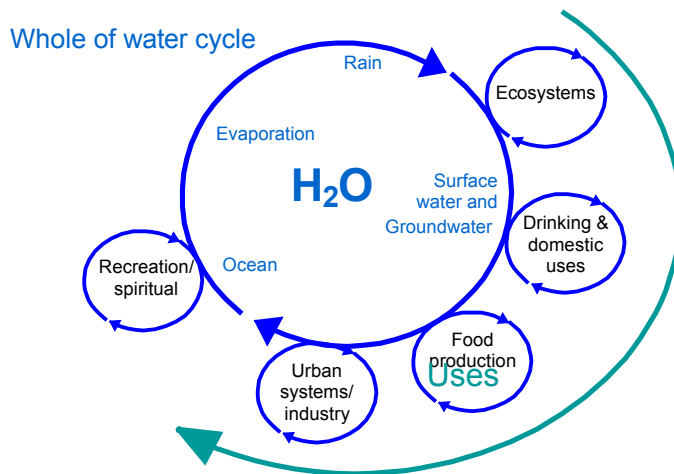 Whole of water cycle
Rain
Ecosystems
Evaporation
H₂O
Surface
water and
Groundwater
Drinking &
domestic
uses
Recreation/
spiritual
Ocean
Food
production
Uses
Urban
systems/
industry